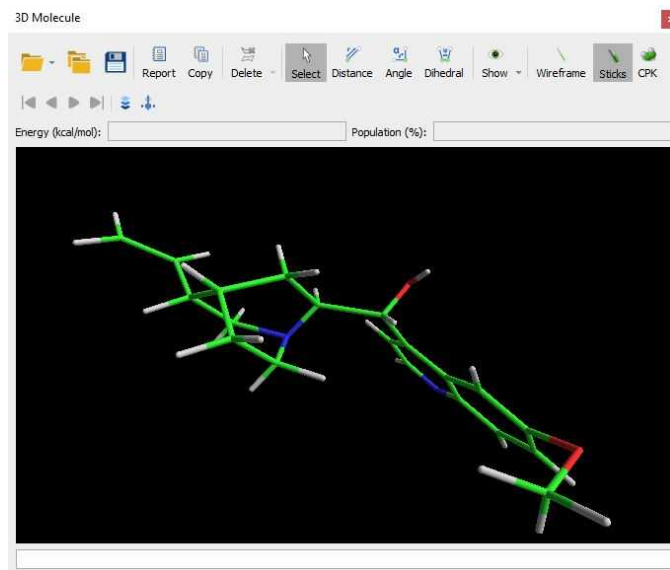 3D Molecule
Report Copy Delete Select Distance Angle Dihedral Show Wireframe Sticks CPK
Energy (kcal/mol): Population (%):